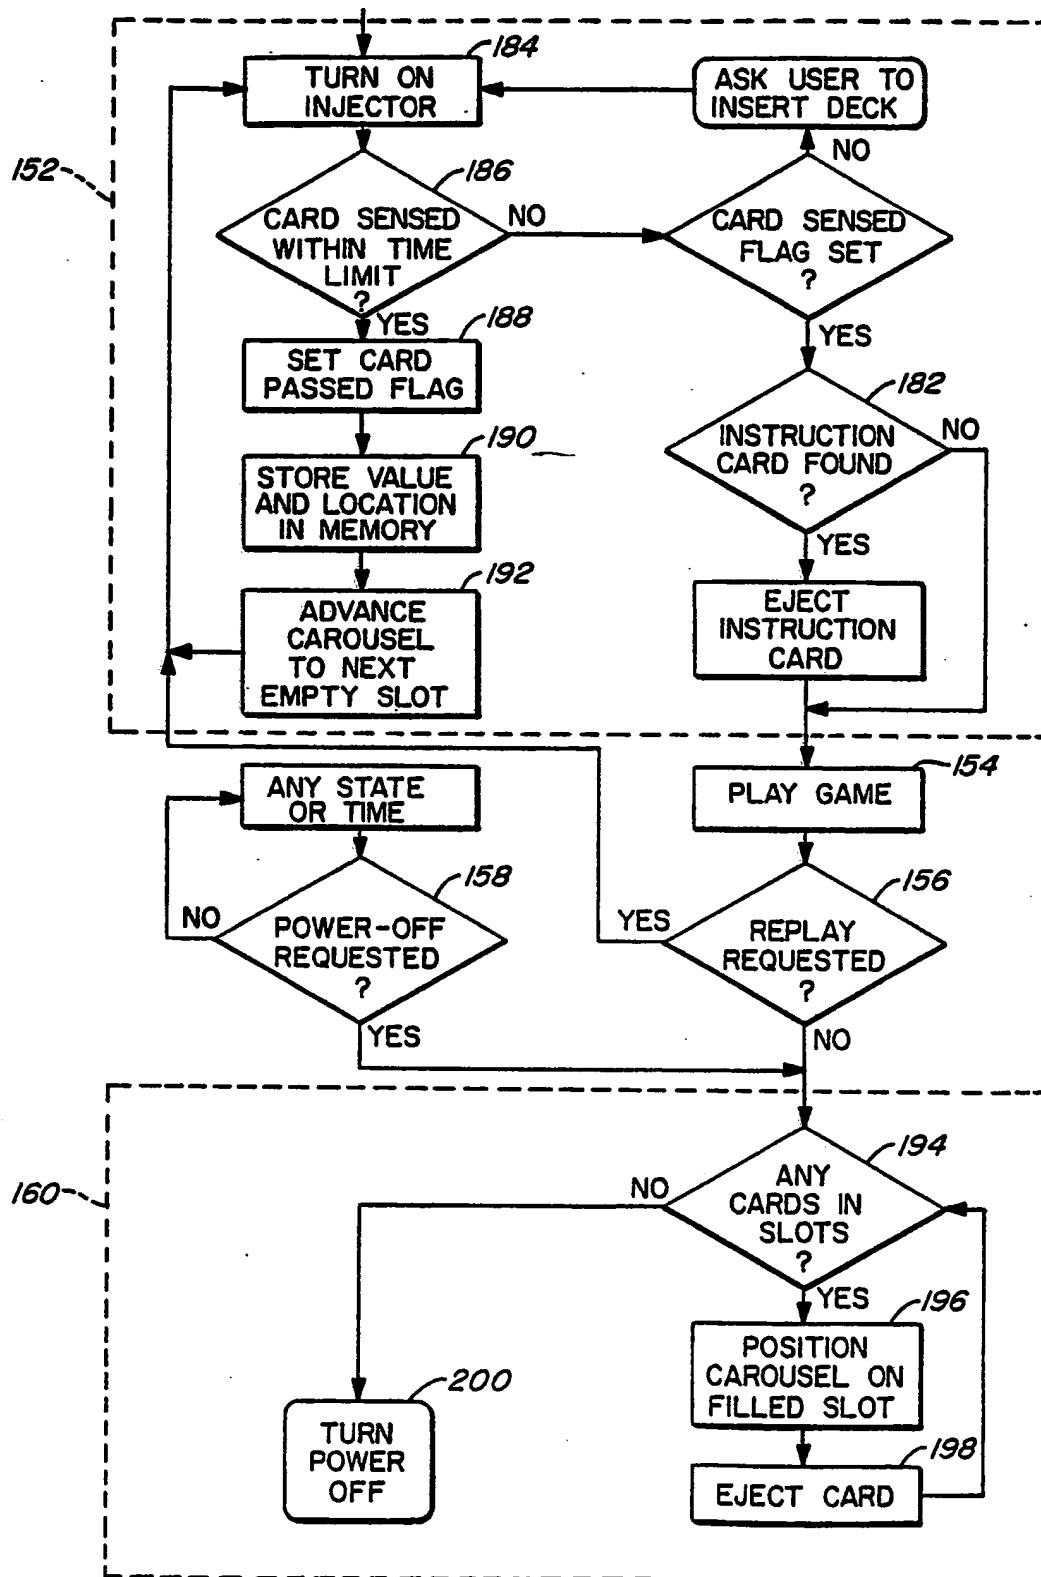 184
TURN ON
INJECTOR
ASK USER TO
INSERT DECK
NO
152
186
CARD SENSED
WITHIN TIME
LIMIT
?
NO
CARD SENSED
FLAG SET
?
YES
188
YES
SET CARD
PASSED FLAG
182
INSTRUCTION
CARD FOUND
?
NO
190
STORE VALUE
AND LOCATION
IN MEMORY
YES
192
ADVANCE
CAROUSEL
TO NEXT
EMPTY SLOT
EJECT
INSTRUCTION
CARD
154
PLAY GAME
ANY STATE
OR TIME
158
NO
POWER-OFF
REQUESTED
?
YES
156
YES
REPLAY
REQUESTED
?
NO
160
194
NO
ANY
CARDS IN
SLOTS
?
YES
196
POSITION
CAROUSEL ON
FILLED SLOT
200
TURN
POWER
OFF
198
EJECT CARD